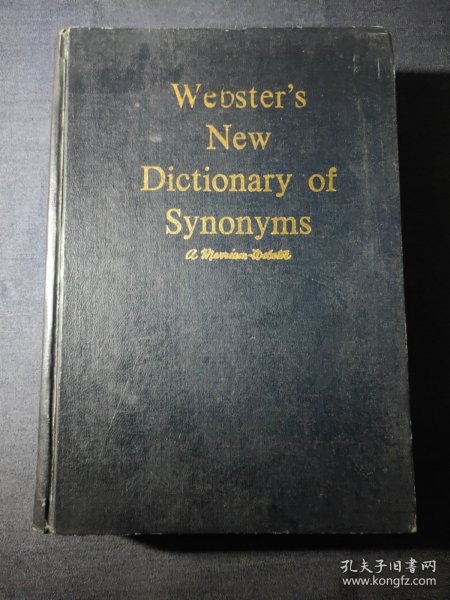 Webster's
New
Dictionary of
Synonyms
A Merriam-Webster
孔夫子旧书网
www.kongfz.com